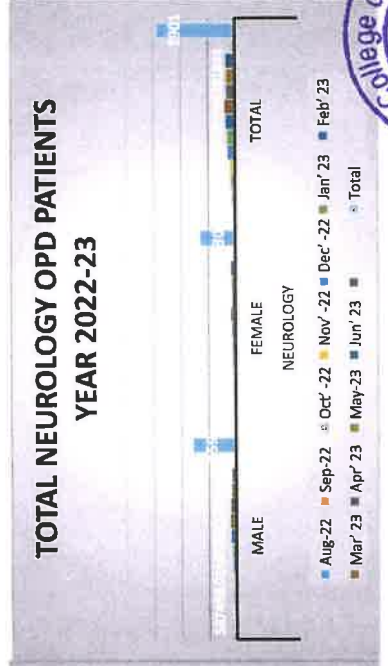 TOTAL NEUROLOGY OPD PATIENTS
YEAR 2022-23
MALE FEMALE TOTAL
NEUROLOGY
Aug-22 Sep-22 Oct' -22 Nov' -22 Dec' -22 Jan' 23 Feb' 23
Mar' 23 Apr' 23 May-23 Jun' 23 Total
College